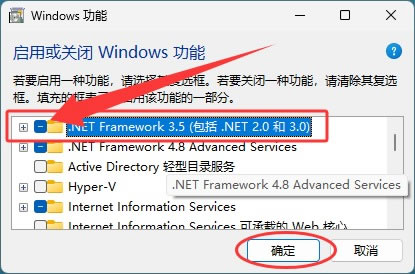 Windows 功能
启用或关闭 Windows 功能
若要启用一种功能，请选择其复选框。若要关闭一种功能，请清除其复选
框。填充的框表示仅启用该功能的一部分。
.NET Framework 3.5 (包括 .NET 2.0 和 3.0)
.NET Framework 4.8 Advanced Services
Active Directory 轻型目录服务
Hyper-V
.NET Framework 4.8 Advanced Services
Internet Information Services
Internet Information Services 可承载的 Web 核心
确定
取消